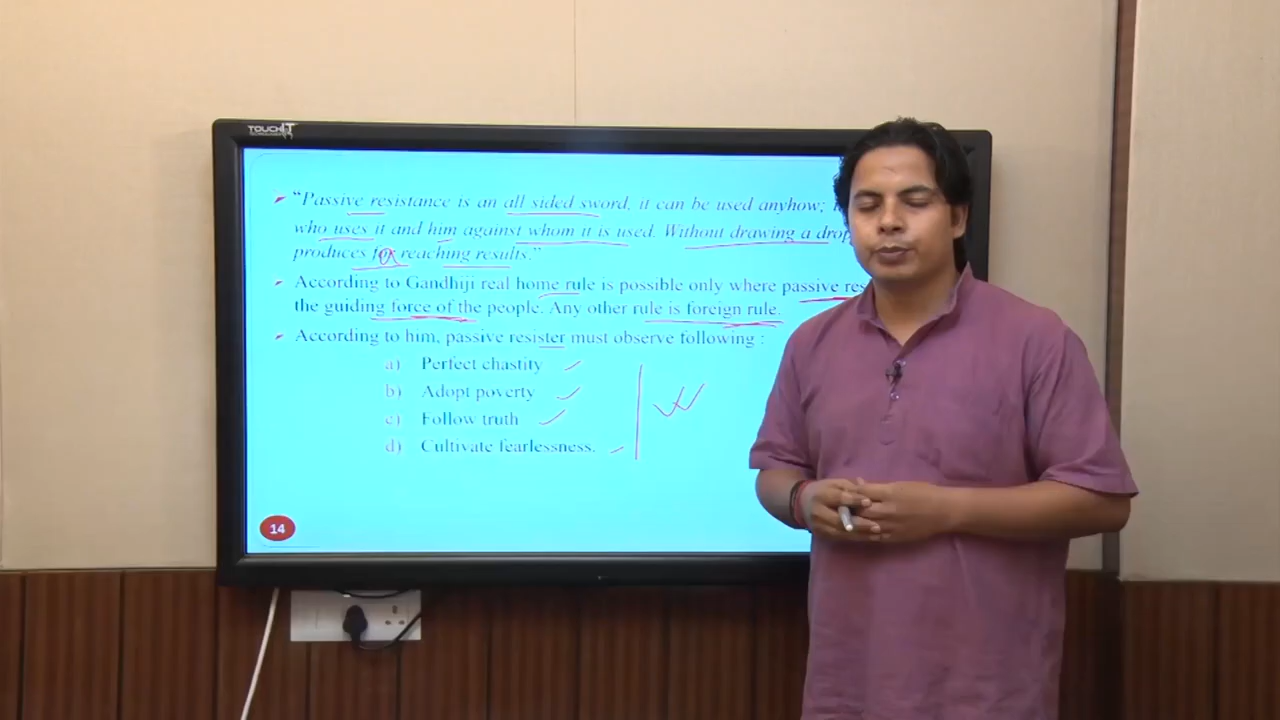 TOUCHIT
“Passive resistance is an all sided sword, it can be used anyhow;
who uses it and him against whom it is used. Without drawing a drop
produces for reaching results.”
According to Gandhiji real home rule is possible only where passive
the guiding force of the people. Any other rule is foreign rule.
According to him, passive resister must observe following :
a) Perfect chastity
b) Adopt poverty
c) Follow truth
d) Cultivate fearlessness.
14